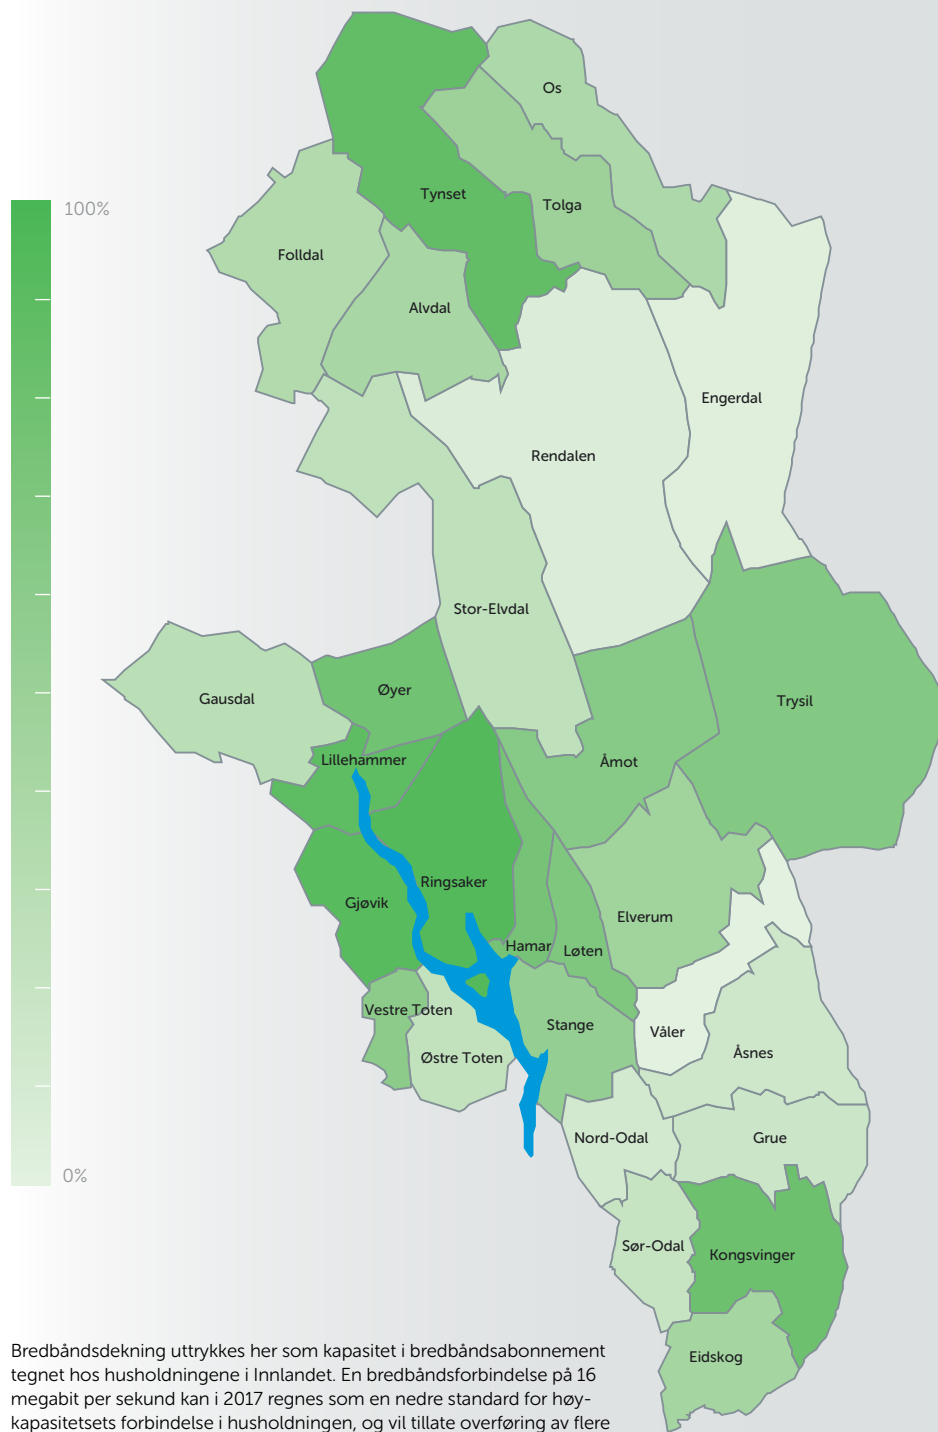 Os
100%
Tynset
Tolga
Folldal
Alvdal
Engerdal
Rendalen
Stor-Elvdal
Øyer
Gausdal
Trysil
Lillehammer
Åmot
Ringsaker
Gjøvik
Elverum
Hamar
Løten
Vestre Toten
Stange
Våler
Østre Toten
Åsnes
Nord-Odal
Grue
0%
Sør-Odal
Kongsvinger
Eidskog
Bredbåndsdekning uttrykkes her som kapasitet i bredbåndsabonnement
tegnet hos husholdningene i Innlandet. En bredbåndsforbindelse på 16
megabit per sekund kan i 2017 regnes som en nedre standard for høy-
kapasitetsets forbindelse i husholdningen, og vil tillate overføring av flere